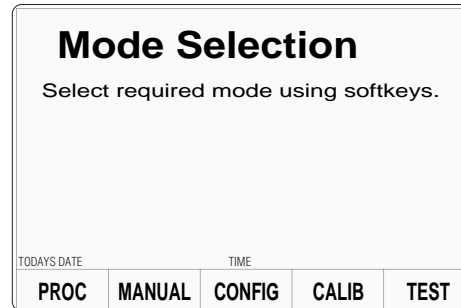 Mode Selection
Select required mode using softkeys.
TODAYS DATE TIME
PROC MANUAL CONFIG CALIB TEST